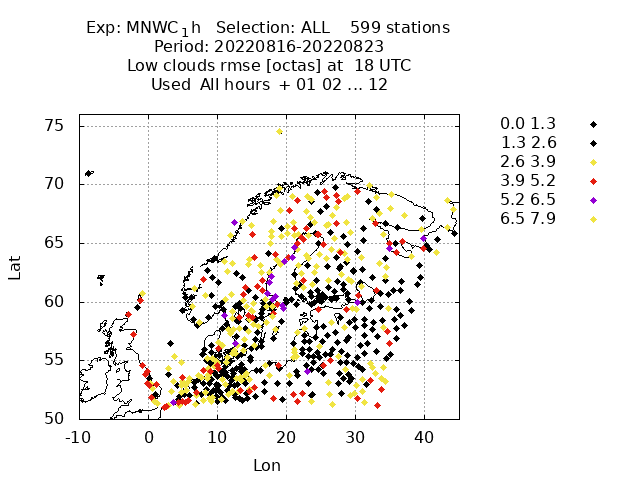 Exp: MNWC_1h   Selection: ALL    599 stations
Period: 20220816-20220823
Low clouds rmse [octas] at  18 UTC
Used  All hours  + 01 02 ... 12
0.0 1.3
1.3 2.6
2.6 3.9
3.9 5.2
5.2 6.5
6.5 7.9
75
70
65
60
55
50
Lat
-10 0 10 20 30 40
Lon